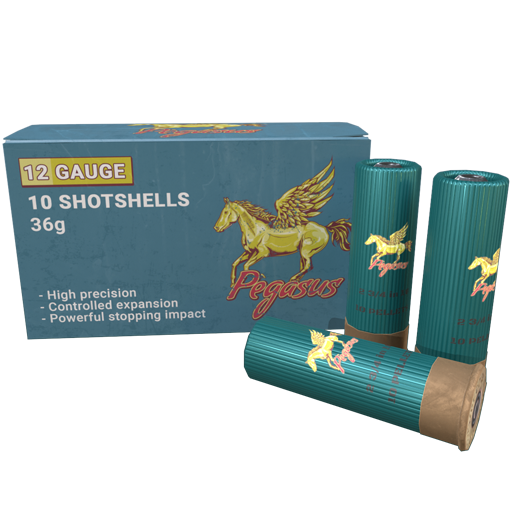 12 GAUGE
10 SHOTSHELLS
36g
- High precision
- Controlled expansion
- Powerful stopping impact
Pegasus
Pegasus
Pegasus